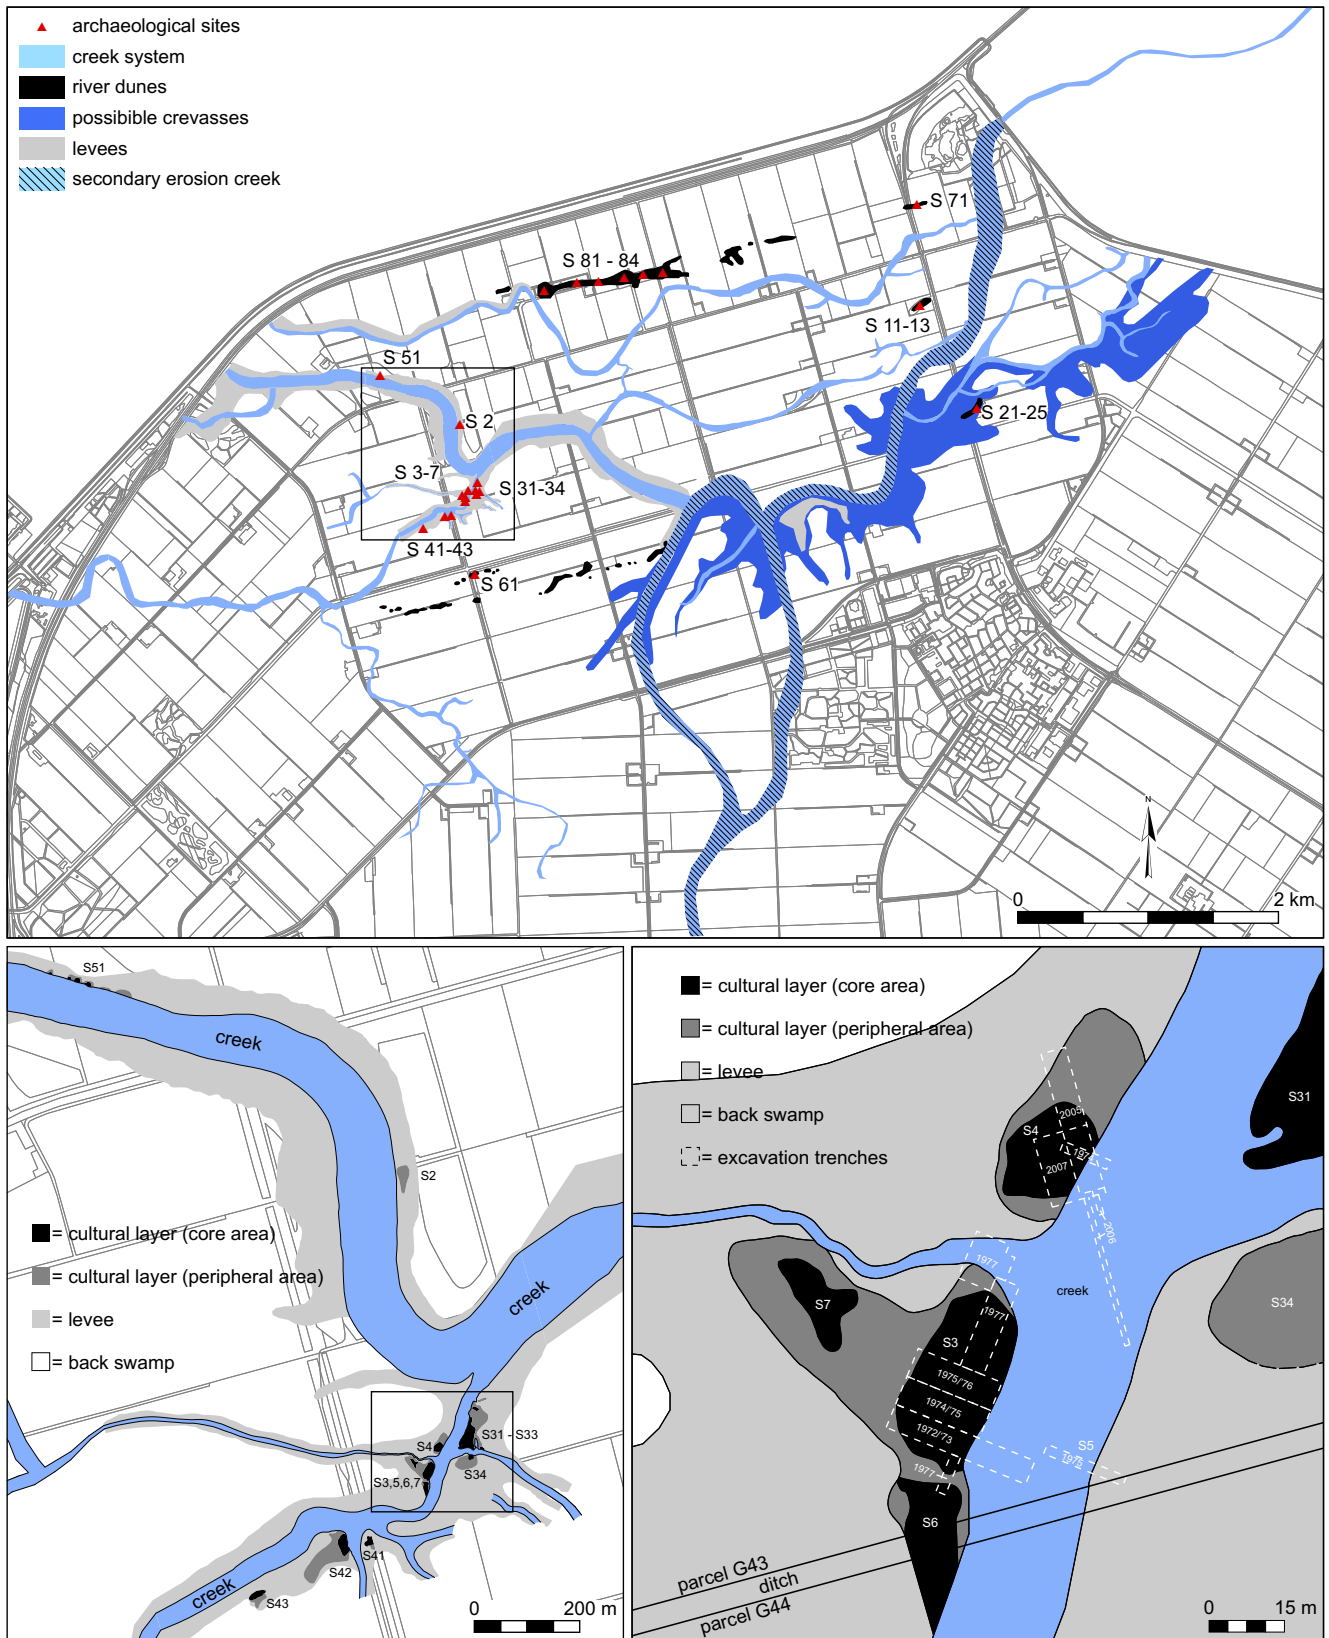 archaeological sites
creek system
river dunes
possibible crevasses
levees
secondary erosion creek
S 71
S 81 - 84
S 11-13
S 51
S 2
S 21-25
S 3-7
S 31-34
S 41-43
S 61
N
0 2 km
S51
creek
S2
= cultural layer (core area)
= cultural layer (peripheral area)
= levee
= back swamp
creek
S4
S31 - S33
S3,5,6,7
S34
S41
S42
S43
creek
0 200 m
= cultural layer (core area)
= cultural layer (peripheral area)
= levee
= back swamp
= excavation trenches
S31
2005
S4
1974
2007
2006
1977
creek
S7
1977
S34
S3
1975/'76
1974/'75
1972/'73
S5
1972
1977
S6
parcel G43
ditch
parcel G44
0 15 m